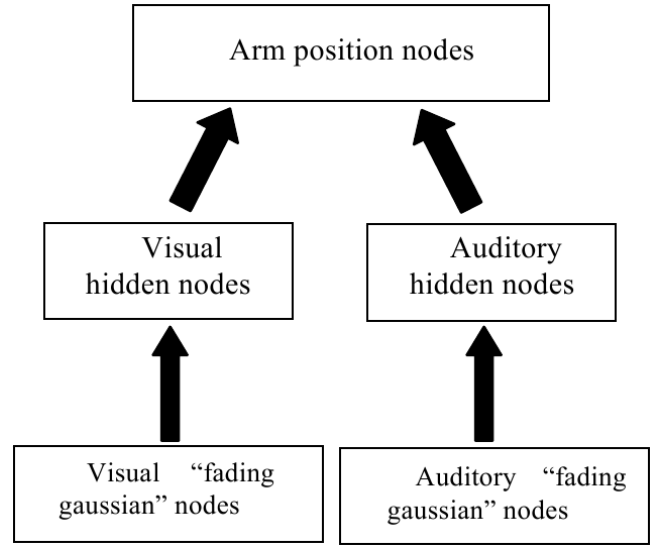 Arm position nodes
Visual
hidden nodes
Auditory
hidden nodes
Visual “fading
gaussian” nodes
Auditory “fading
gaussian” nodes